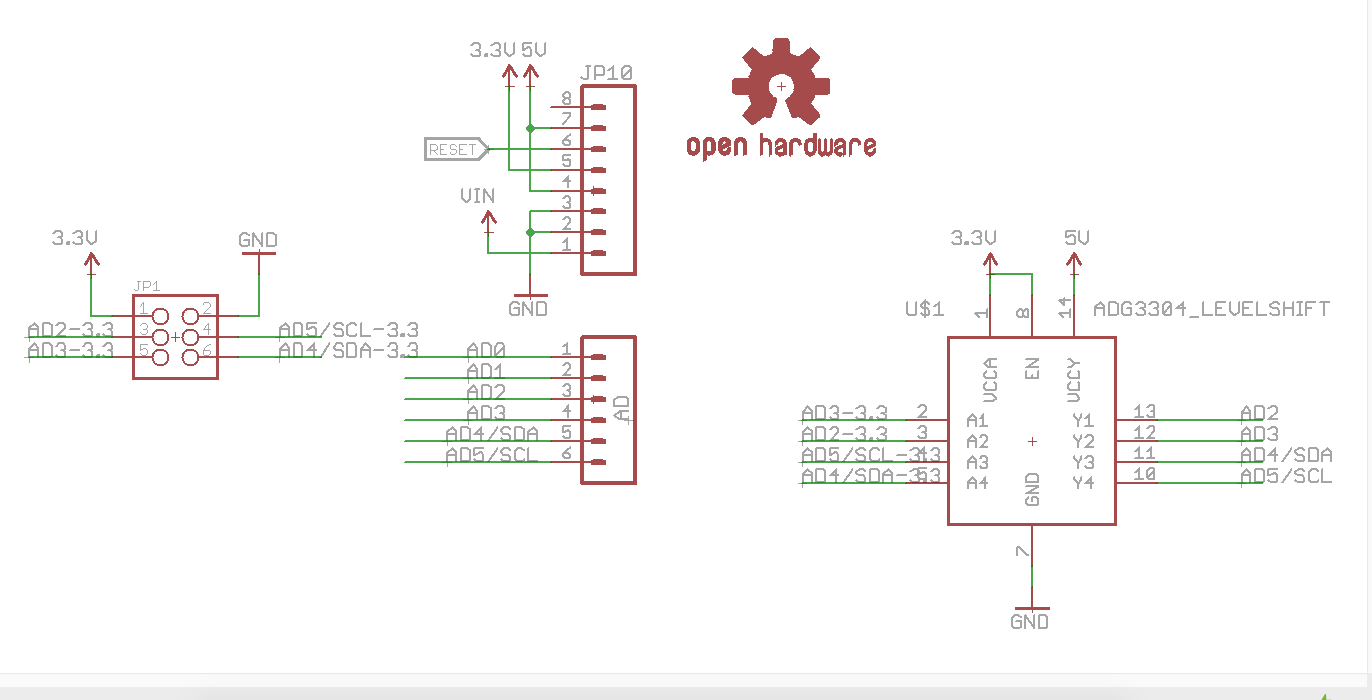 3.3V 5V
JP10
8
7
6
5
4
3
2
1
RESET
VIN
GND
open hardware
3.3V
GND
JP1
1 2
3 4
5 6
AD2-3.3
AD3-3.3
AD5/SCL-3.3
AD4/SDA-3.3
AD0 1
AD1 2
AD2 3
AD3 4
AD4/SDA 5
AD5/SCL 6
AD
3.3V 5V
U$1
1 8 14
ADG3304_LEVELSHIFT
VCCA EN VCCY
AD3-3.3 2 A1 Y1 13 AD2
AD2-3.3 3 A2 Y2 12 AD3
AD5/SCL-3.3 4 A3 Y3 11 AD4/SDA
AD4/SDA-3.3 5 A4 Y4 10 AD5/SCL
GND
7
GND